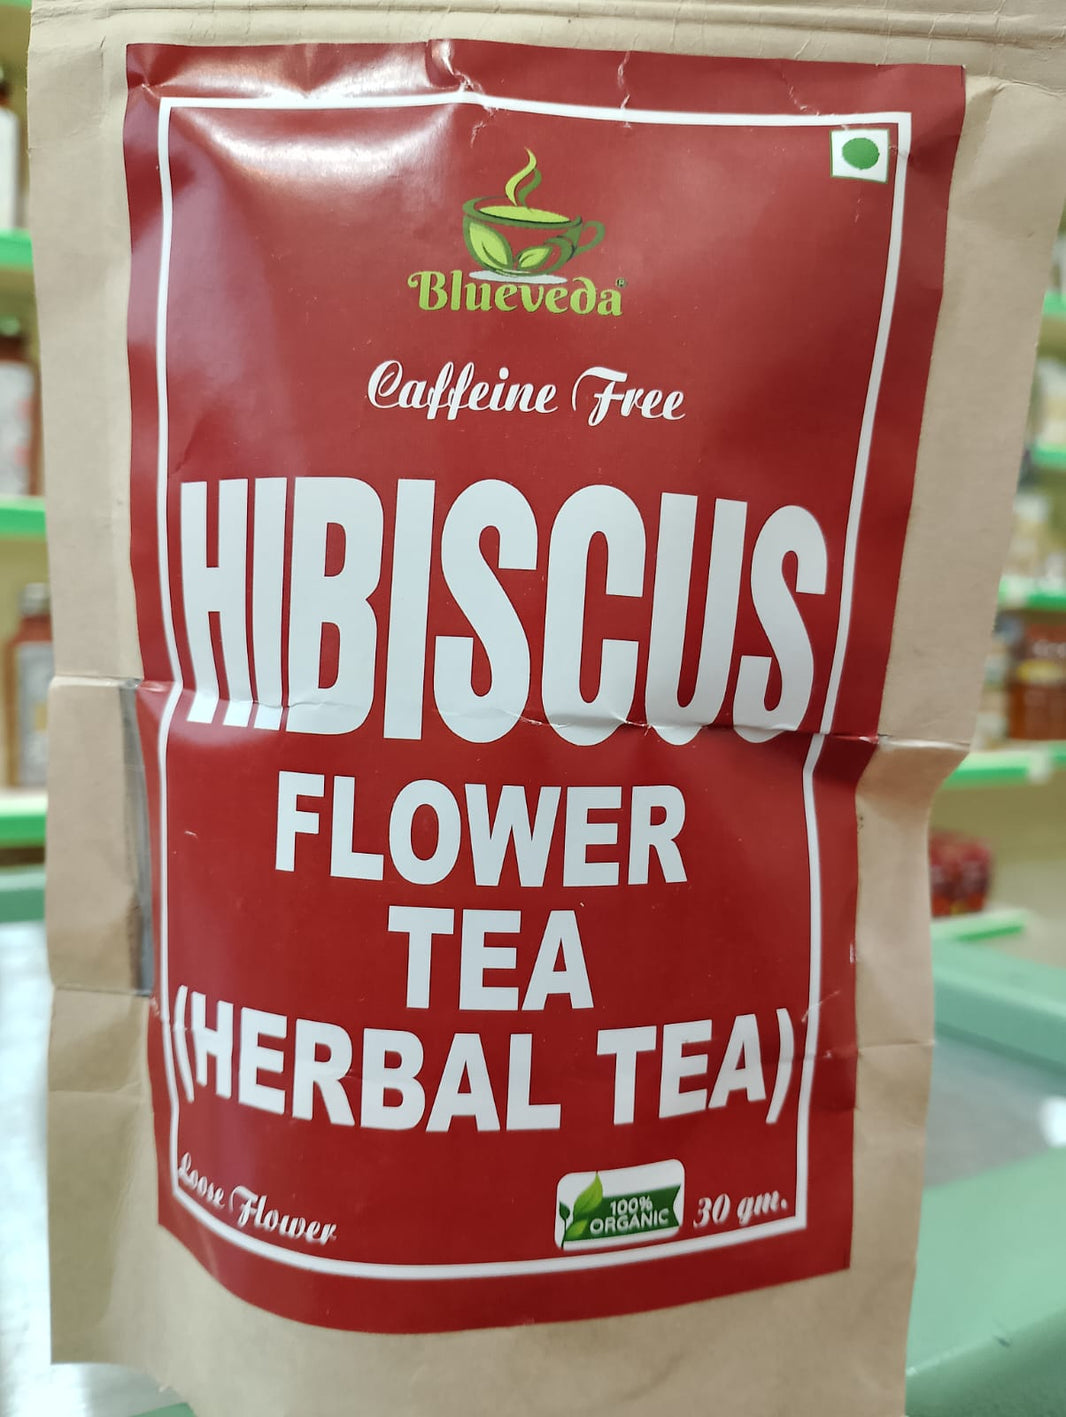 Blueveda®
Caffeine Free
HIBISCUS
FLOWER
TEA
(HERBAL TEA)
Loose Flower
100%
ORGANIC
30 gm.